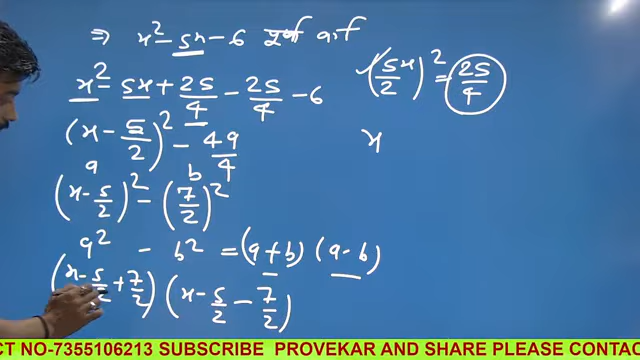 ⇒ x² - 5x - 6 पूर्ण वर्ग
x² - 5x + 25/4 - 25/4 - 6
(5x/2)² = 25/4
(x - 5/2)² - 49/4
x
a b
(x - 5/2)² - (7/2)²
a² - b² = (a + b) (a - b)
(x - 5/2 + 7/2) (x - 5/2 - 7/2)
CT NO-7355106213 SUBSCRIBE PROVEKAR AND PLEASE COMMENT